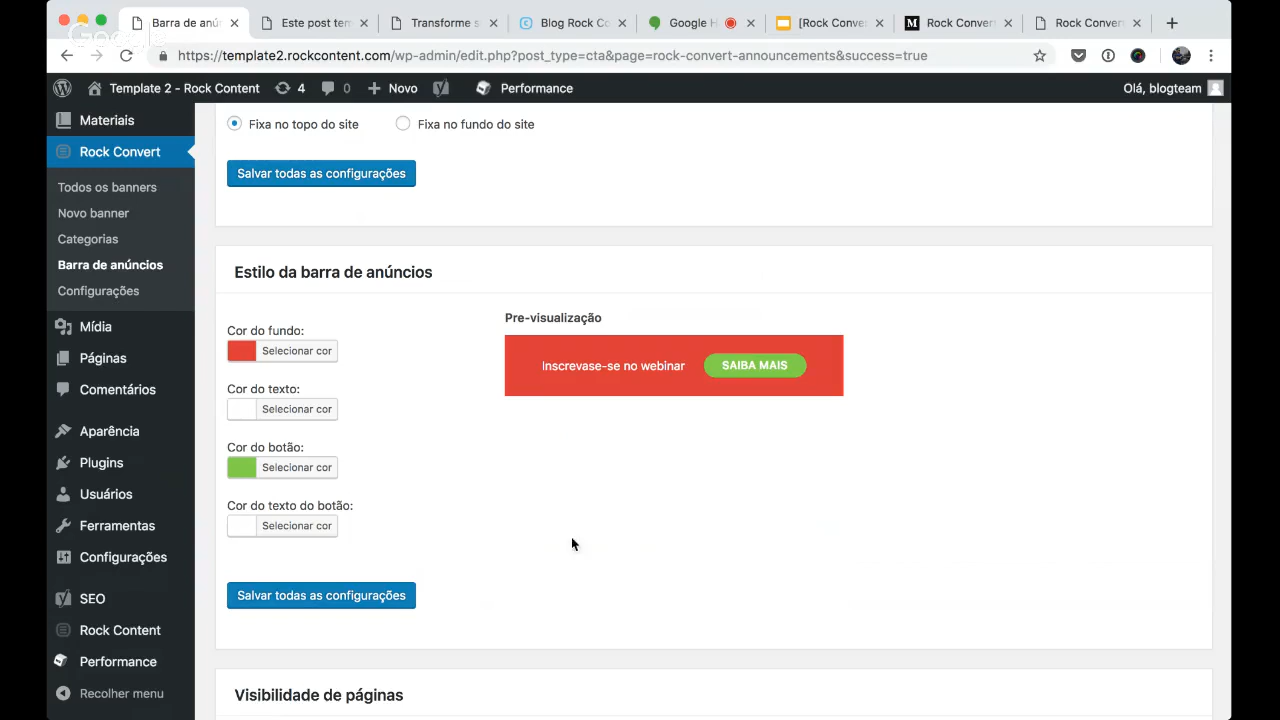 Barra de anún
Este post tem
Transforme s
Blog Rock Co
Google H
[Rock Conver
Rock Convert
Rock Convert
Google
https://template2.rockcontent.com/wp-admin/edit.php?post_type=cta&page=rock-convert-announcements&success=true
Template 2 - Rock Content
4
0
Novo
Performance
Olá, blogteam
Materiais
Rock Convert
Todos os banners
Novo banner
Categorias
Barra de anúncios
Configurações
Mídia
Páginas
Comentários
Aparência
Plugins
Usuários
Ferramentas
Configurações
SEO
Rock Content
Performance
Recolher menu
Fixa no topo do site
Fixa no fundo do site
Salvar todas as configurações
Estilo da barra de anúncios
Cor do fundo:
Selecionar cor
Cor do texto:
Selecionar cor
Cor do botão:
Selecionar cor
Cor do texto do botão:
Selecionar cor
Pre-visualização
Inscrevase-se no webinar
SAIBA MAIS
Salvar todas as configurações
Visibilidade de páginas